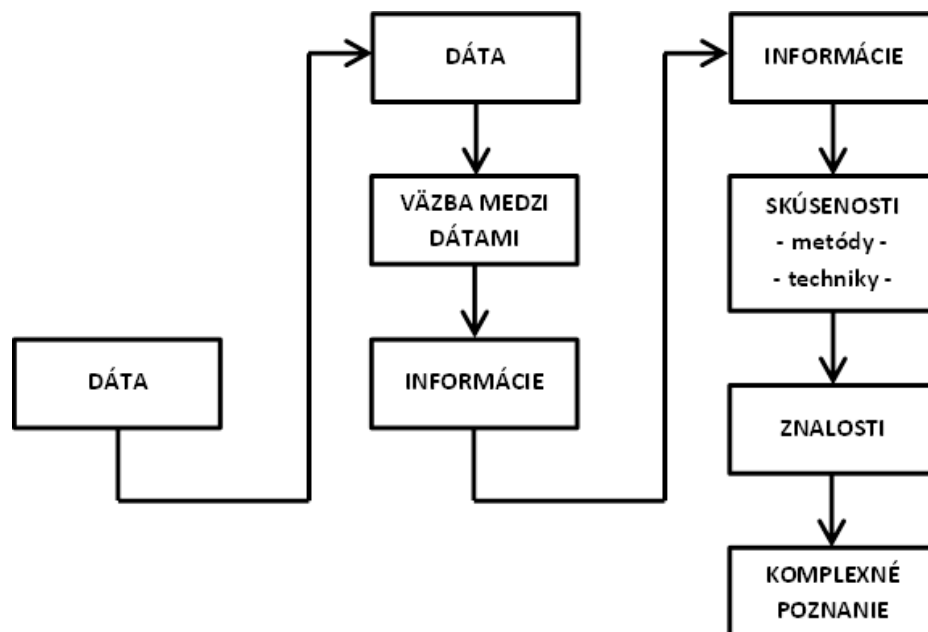 DÁTA
DÁTA
VÄZBA MEDZI
DÁTAMI
INFORMÁCIE
INFORMÁCIE
SKÚSENOSTI
- metódy -
- techniky -
ZNALOSTI
KOMPLEXNÉ
POZNANIE